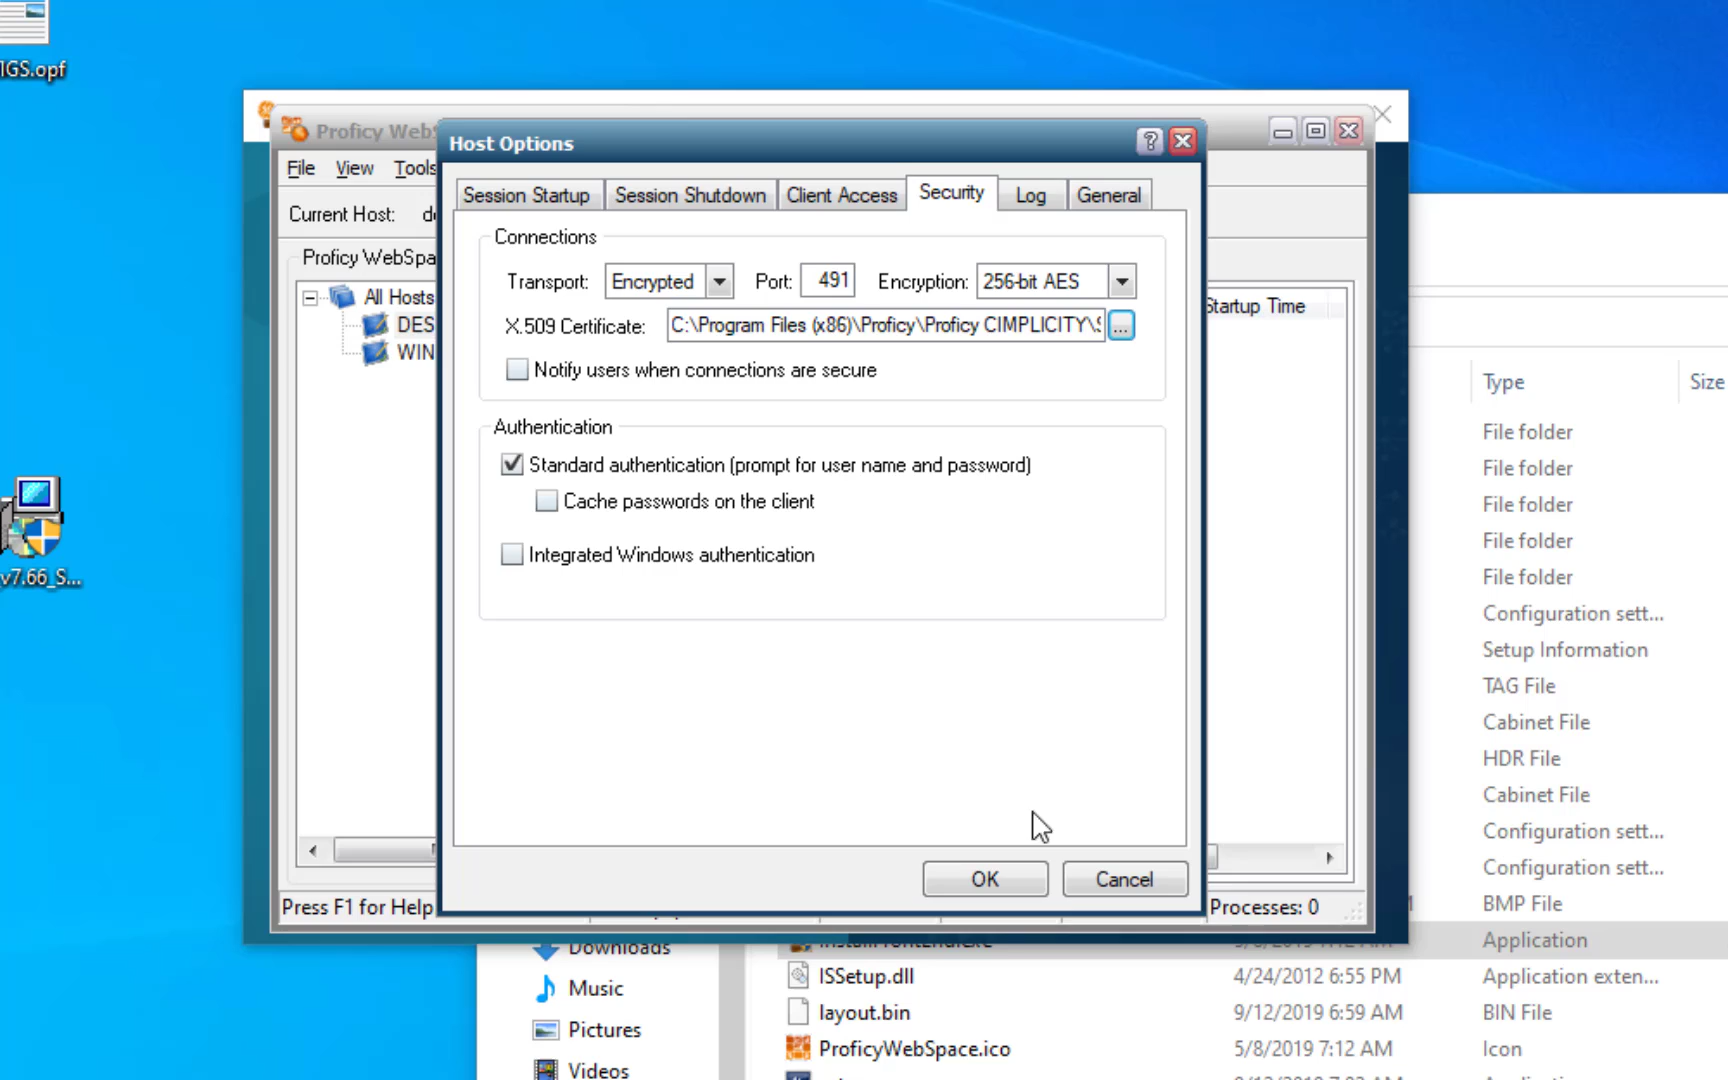 IGS.opf
v7.66_S...
Proficy WebS
File View Tools
Current Host: de
Proficy WebSpa
All Hosts
DES
WIN
Startup Time
Press F1 for Help
Processes: 0
Host Options
Session Startup Session Shutdown Client Access Security Log General
Connections
Transport: Encrypted Port: 491 Encryption: 256-bit AES
X.509 Certificate: C:\Program Files (x86)\Proficy\Proficy CIMPLICITY\S ...
Notify users when connections are secure
Authentication
Standard authentication (prompt for user name and password)
Cache passwords on the client
Integrated Windows authentication
OK Cancel
Type Size
File folder
File folder
File folder
File folder
File folder
Configuration sett...
Setup Information
TAG File
Cabinet File
HDR File
Cabinet File
Configuration sett...
Configuration sett...
BMP File
Application
Downloads
Music
Pictures
Videos
ISSetup.dll 4/24/2012 6:55 PM Application exten...
layout.bin 9/12/2019 6:59 AM BIN File
ProficyWebSpace.ico 5/8/2019 7:12 AM Icon